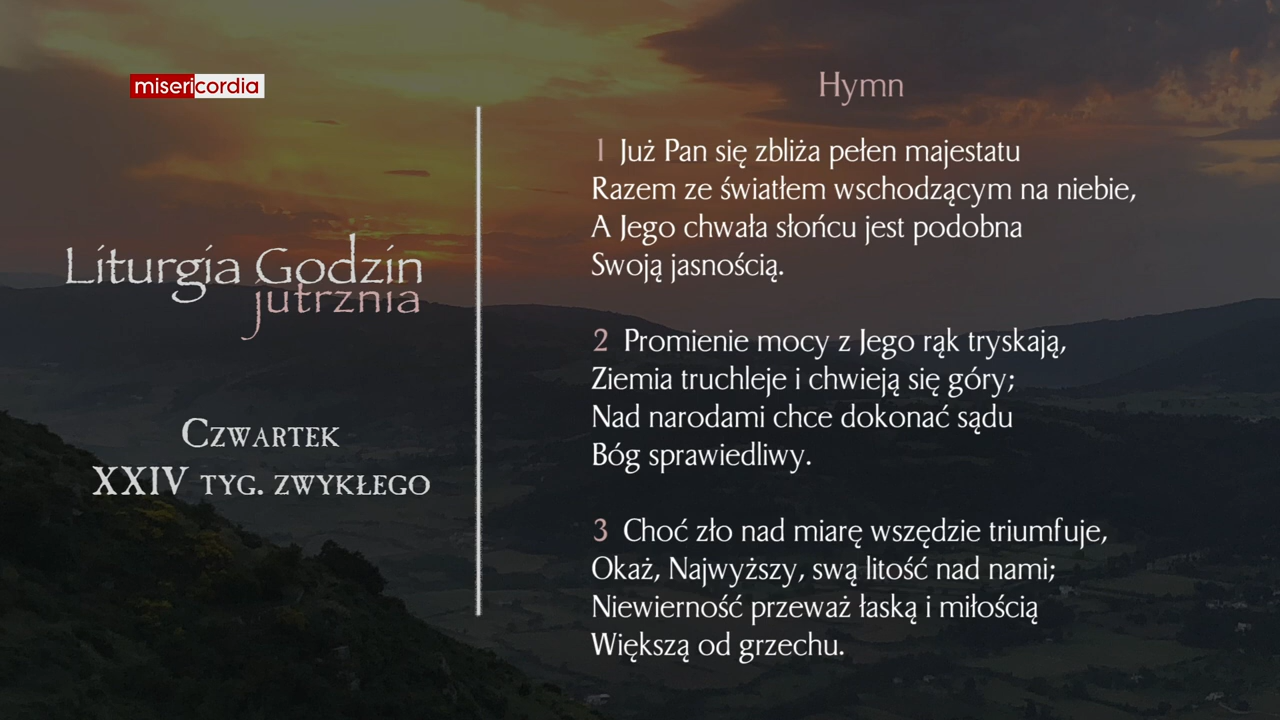 misericordia
Liturgia Godzin
jutrznia
Czwartek
XXIV tyg. zwykłego
Hymn
1 Już Pan się zbliża pełen majestatu
Razem ze światłem wschodzącym na niebie,
A Jego chwała słońcu jest podobna
Swoją jasnością.
2 Promienie mocy z Jego rąk tryskają,
Ziemia truchleje i chwieją się góry;
Nad narodami chce dokonać sądu
Bóg sprawiedliwy.
3 Choć zło nad miarę wszędzie triumfuje,
Okaż, Najwyższy, swą litość nad nami;
Niewierność przeważ łaską i miłością
Większą od grzechu.